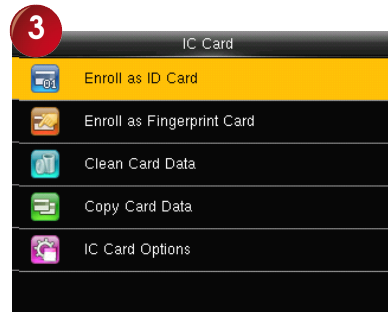 3
IC Card
01
Enroll as ID Card
Enroll as Fingerprint Card
Clean Card Data
Copy Card Data
IC Card Options